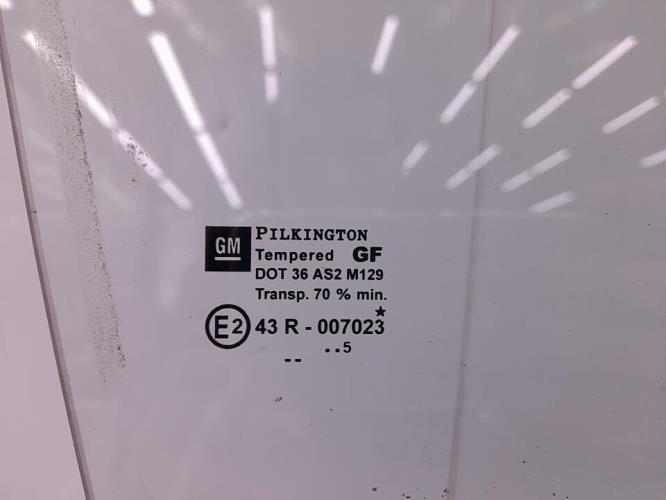 GM PILKINGTON
Tempered GF
DOT 36 AS2 M129
Transp. 70 % min.
E2 43 R - 007023
..5
--